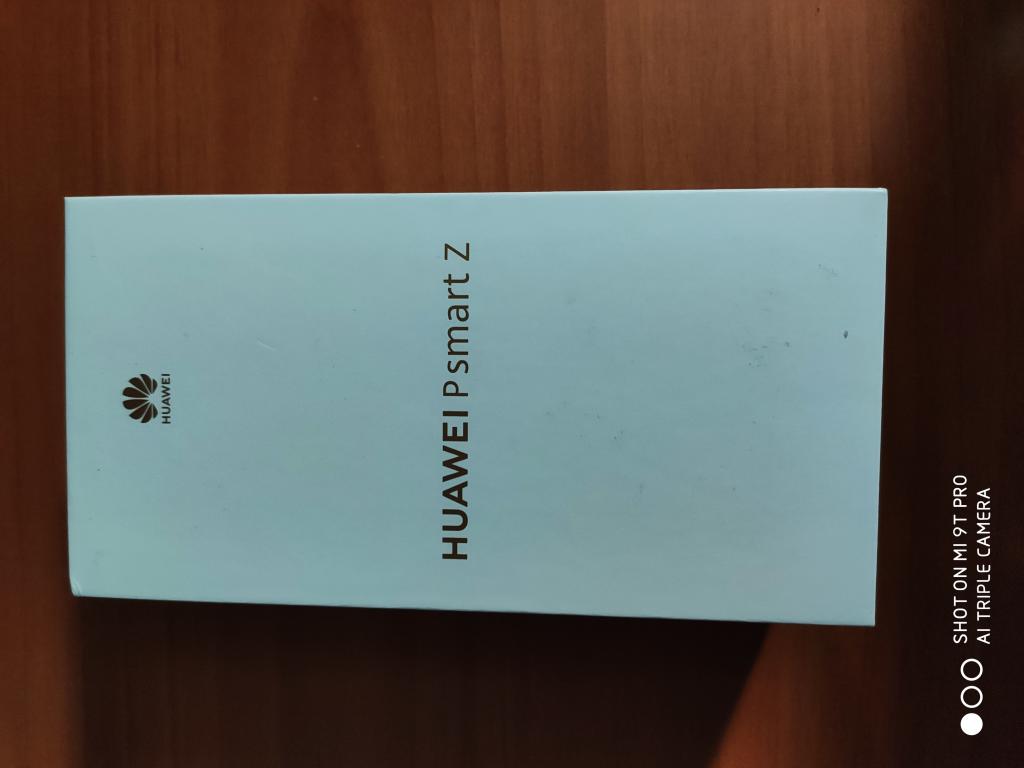 HUAWEI
HUAWEI P smart Z
SHOT ON MI 9T PRO
AI TRIPLE CAMERA